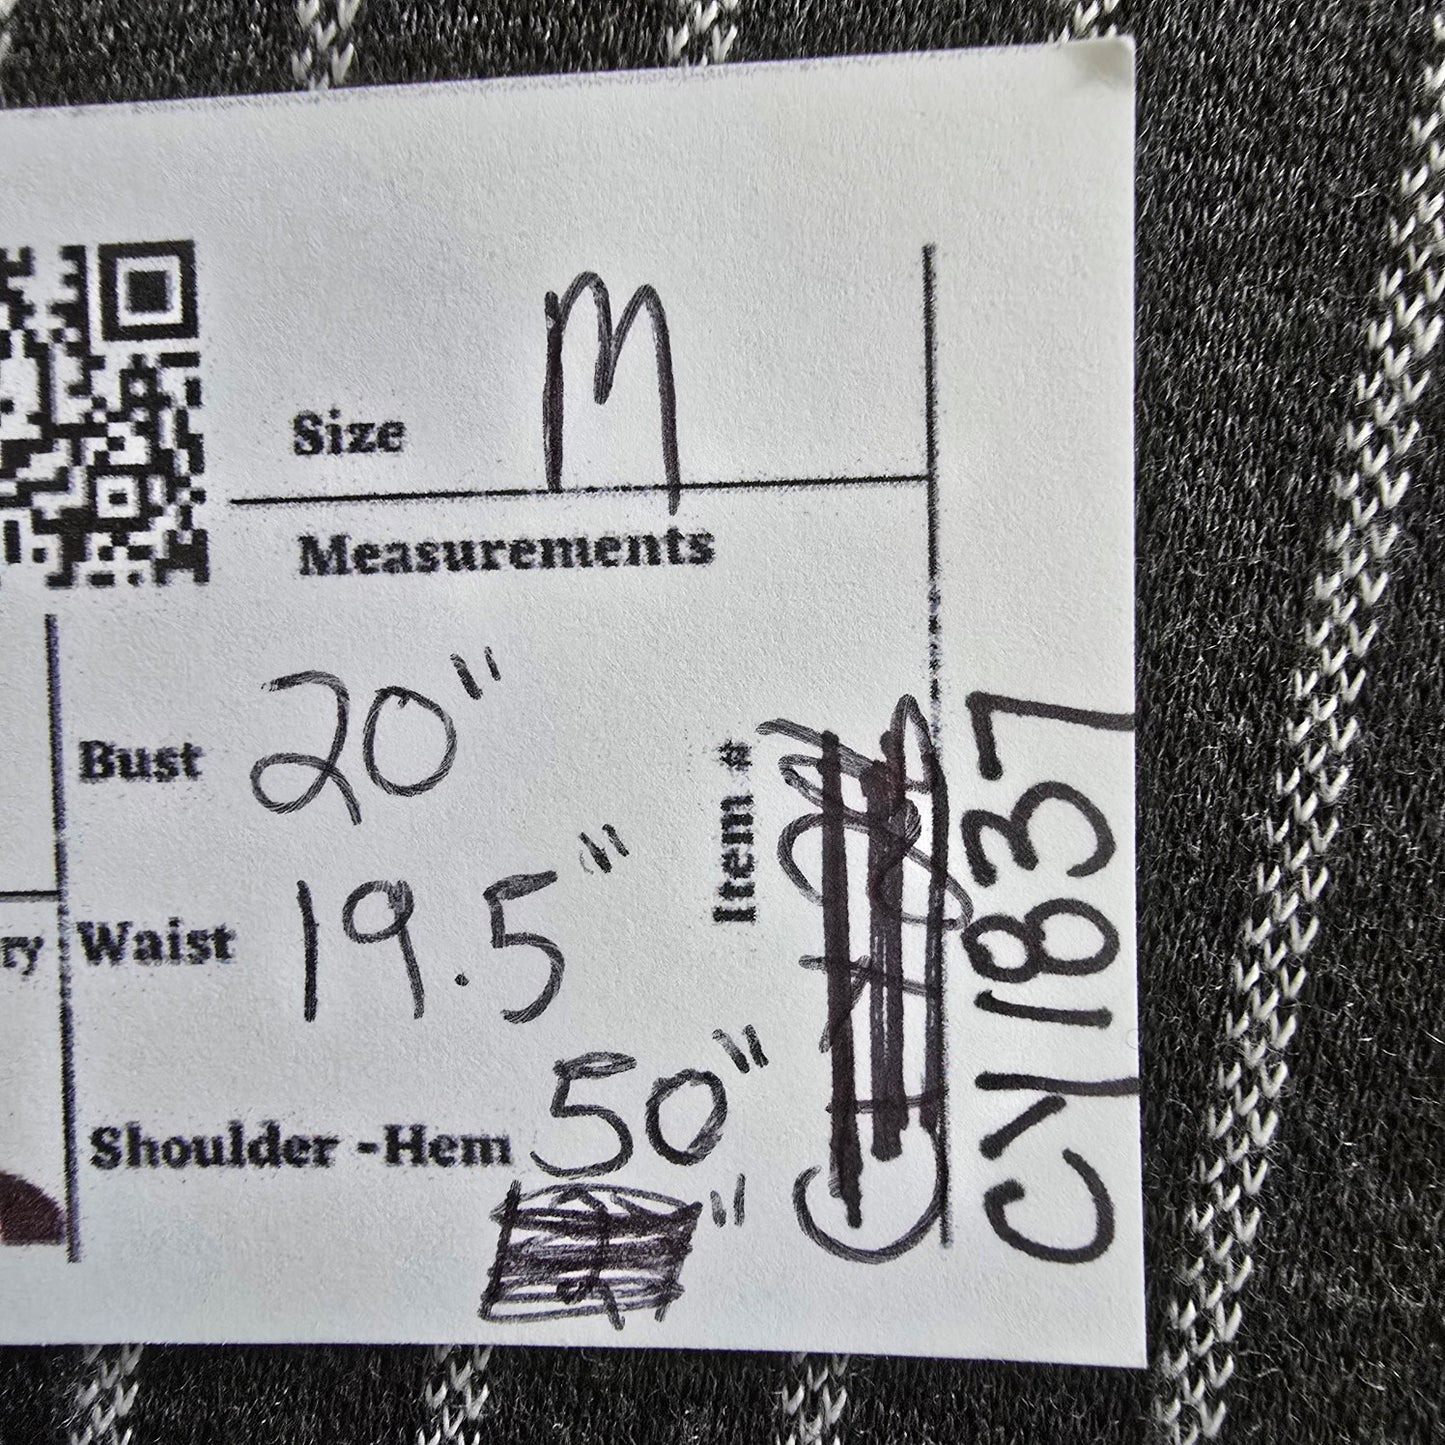 Size M
Measurements
Bust 20"
ry Waist 19.5"
Shoulder -Hem 50"
"
Item #
CY1837